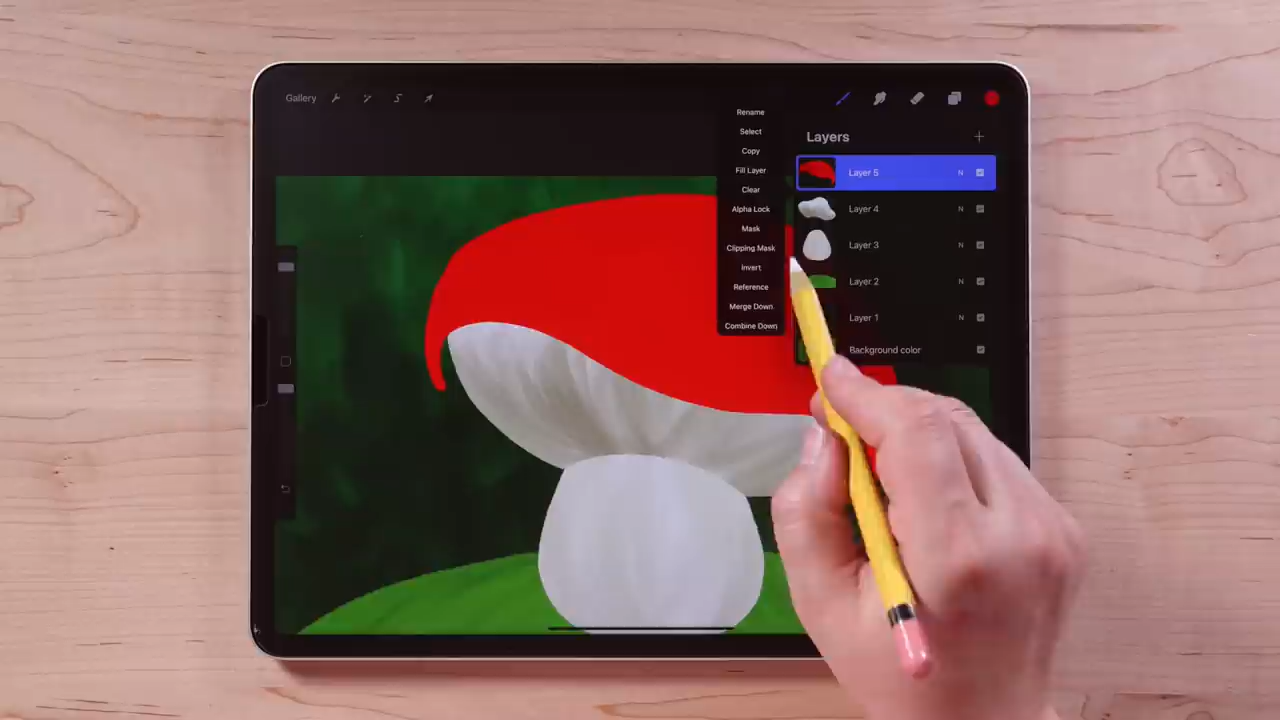 Gallery
Rename
Select
Copy
Fill Layer
Clear
Alpha Lock
Mask
Clipping Mask
Invert
Reference
Merge Down
Combine Down
Layers
Layer 5 N
Layer 4 N
Layer 3 N
Layer 2 N
Layer 1 N
Background color